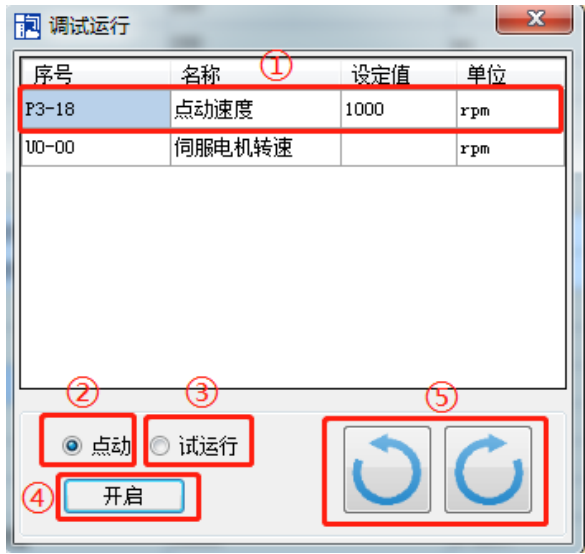 调试运行
序号 名称 ① 设定值 单位
P3-18 点动速度 1000 rpm
U0-00 伺服电机转速 rpm
② ③ ⑤
点动 试运行
④ 开启